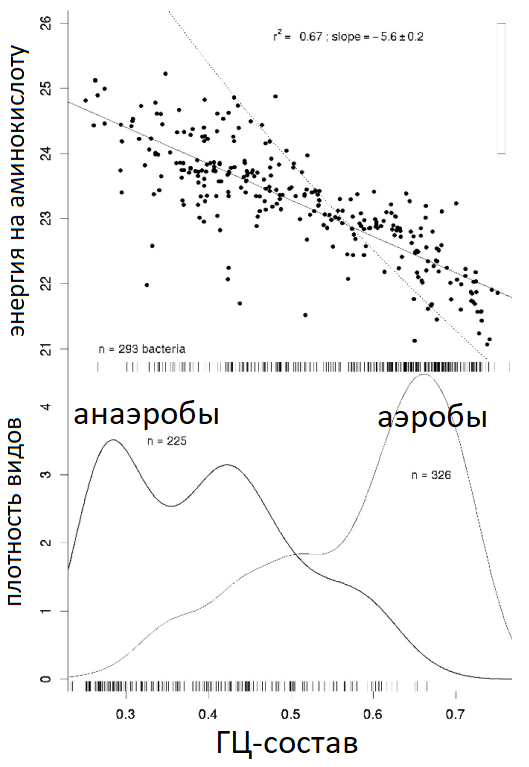 энергия на аминокислоту
26
25
24
23
22
21
r² = 0.67 ; slope = −5.6 ± 0.2
n = 293 bacteria
плотность видов
4
3
2
1
0
анаэробы
n = 225
аэробы
n = 326
0.3 0.4 0.5 0.6 0.7
ГЦ-состав